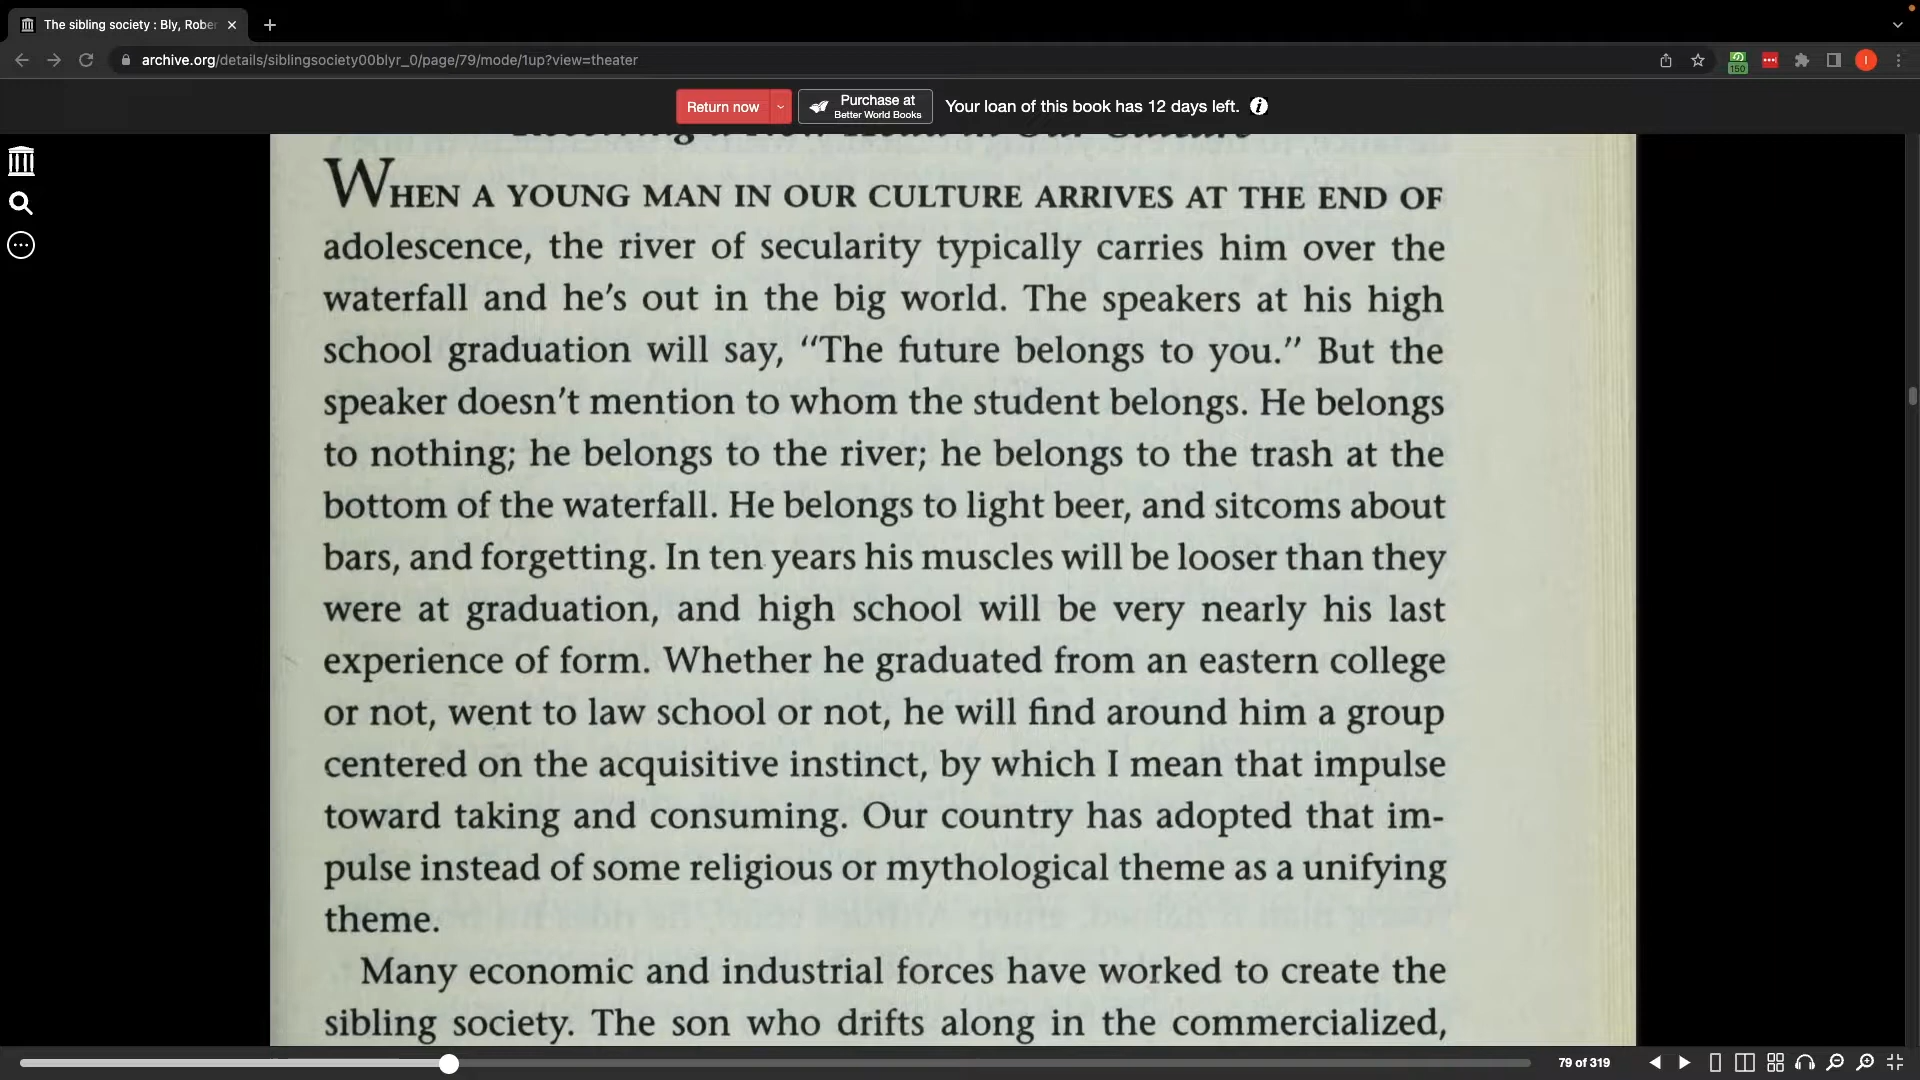 The sibling society : Bly, Rober
archive.org/details/siblingsociety00blyr_0/page/79/mode/1up?view=theater
150
I
Return now
Purchase at
Better World Books
Your loan of this book has 12 days left.
WHEN A YOUNG MAN IN OUR CULTURE ARRIVES AT THE END OF
adolescence, the river of secularity typically carries him over the
waterfall and he's out in the big world. The speakers at his high
school graduation will say, "The future belongs to you." But the
speaker doesn't mention to whom the student belongs. He belongs
to nothing; he belongs to the river; he belongs to the trash at the
bottom of the waterfall. He belongs to light beer, and sitcoms about
bars, and forgetting. In ten years his muscles will be looser than they
were at graduation, and high school will be very nearly his last
experience of form. Whether he graduated from an eastern college
or not, went to law school or not, he will find around him a group
centered on the acquisitive instinct, by which I mean that impulse
toward taking and consuming. Our country has adopted that im-
pulse instead of some religious or mythological theme as a unifying
theme.
Many economic and industrial forces have worked to create the
sibling society. The son who drifts along in the commercialized,
79 of 319